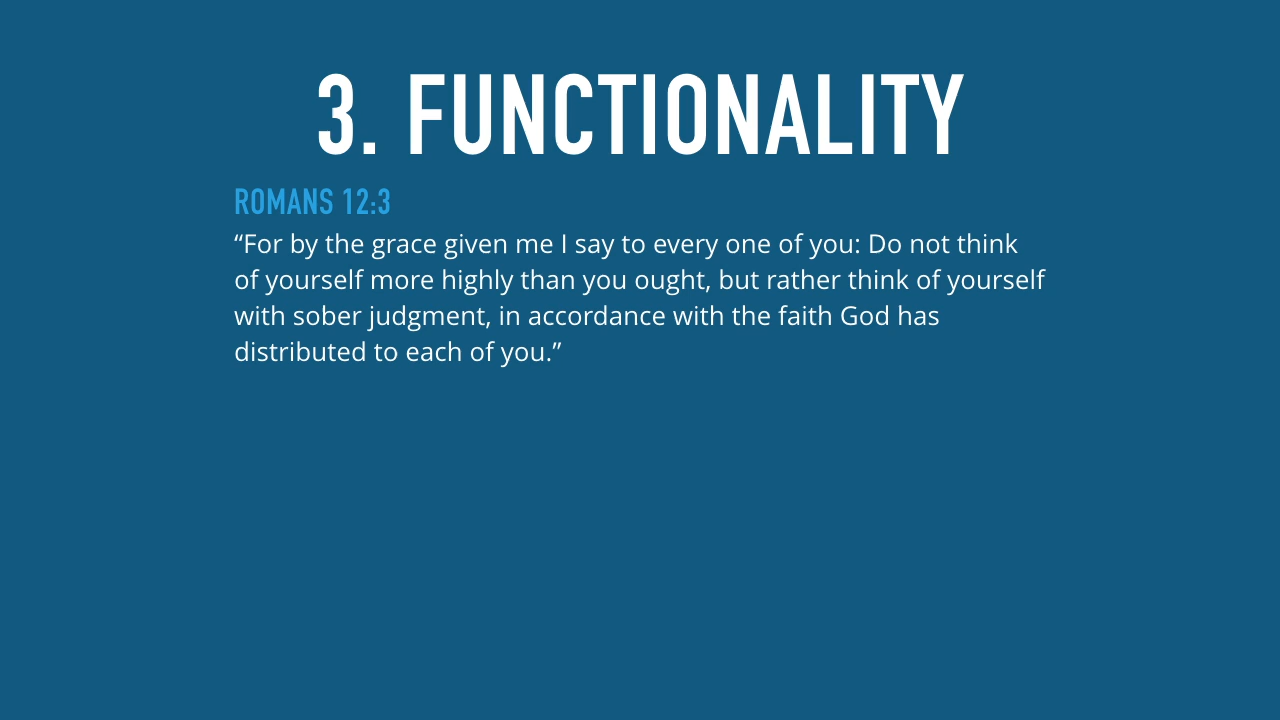 3. FUNCTIONALITY
ROMANS 12:3
“For by the grace given me I say to every one of you: Do not think
of yourself more highly than you ought, but rather think of yourself
with sober judgment, in accordance with the faith God has
distributed to each of you.”